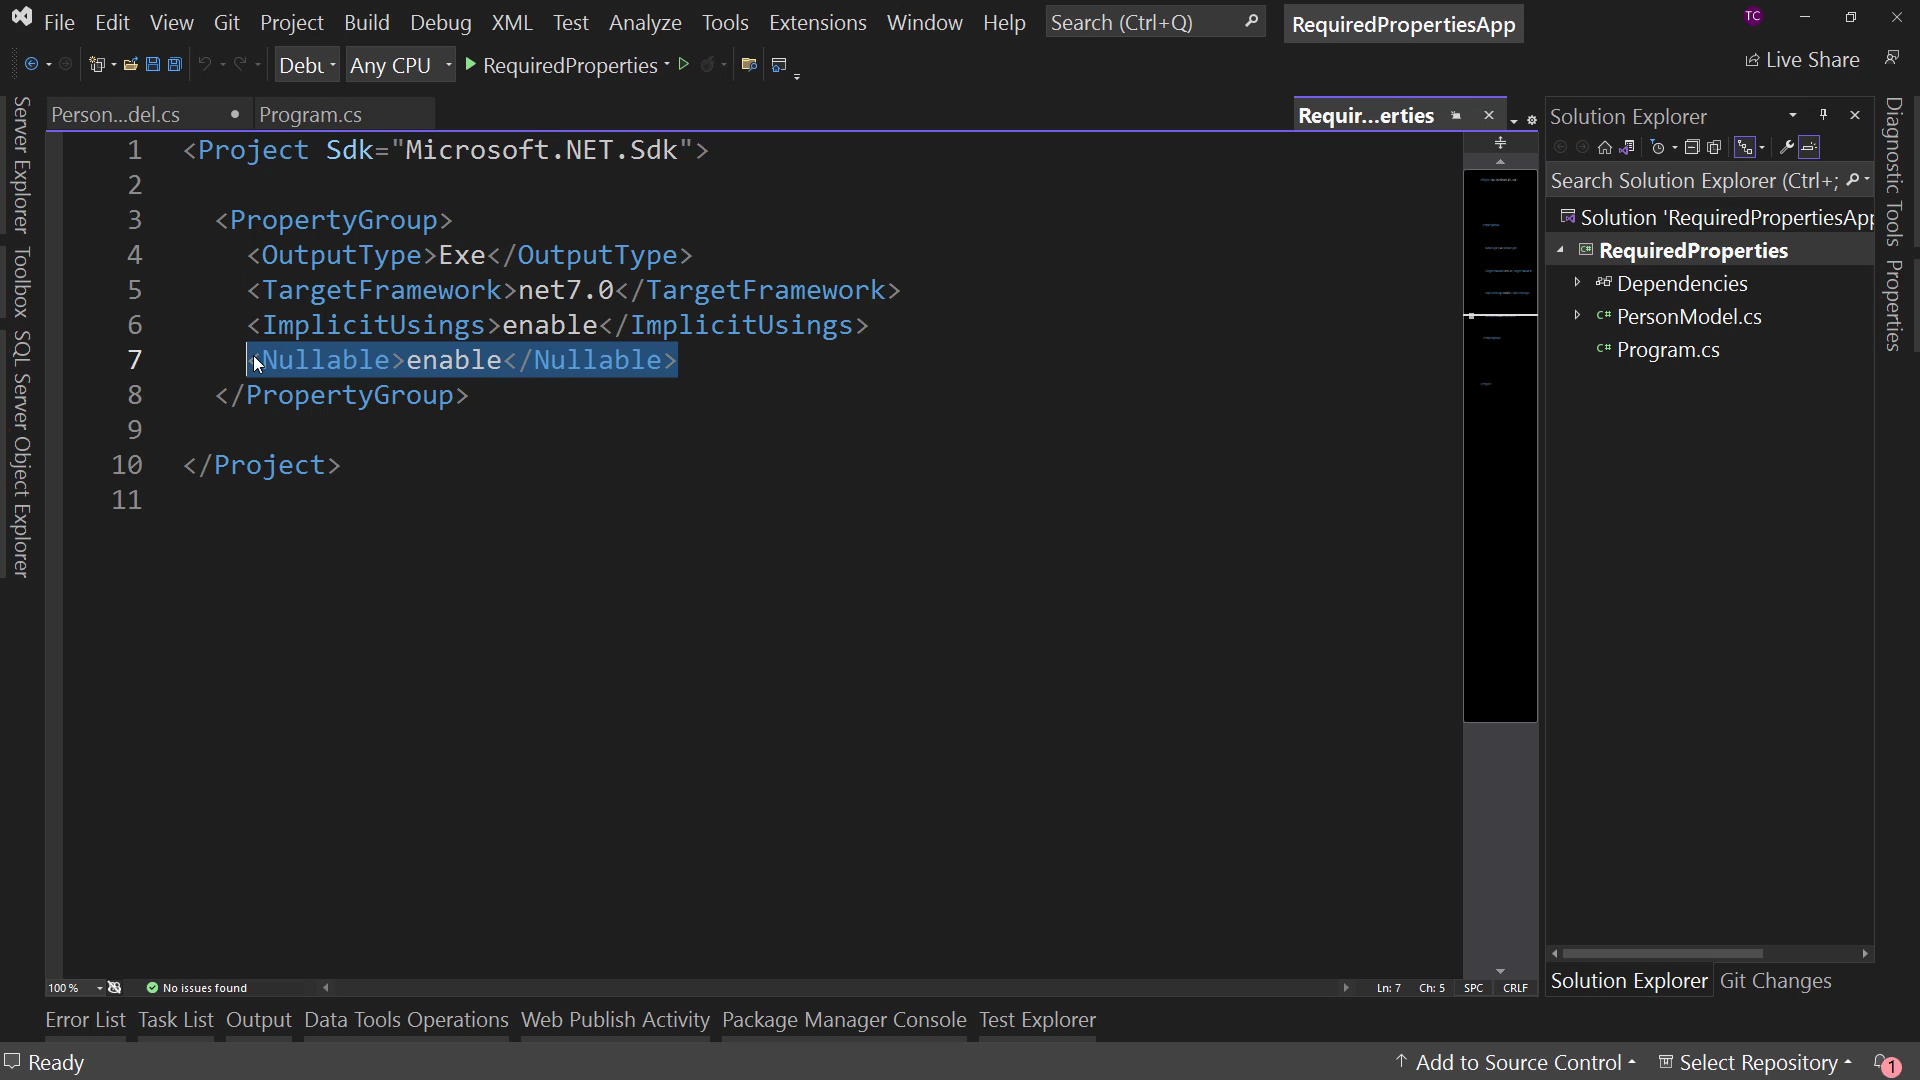 File Edit View Git Project Build Debug XML Test Analyze Tools Extensions Window Help Search (Ctrl+Q) RequiredPropertiesApp TC
Debu Any CPU RequiredProperties Live Share
Person...del.cs Program.cs Requir...erties
Server Explorer
Toolbox
SQL Server Object Explorer
1 <Project Sdk="Microsoft.NET.Sdk">
2
3 <PropertyGroup>
4 <OutputType>Exe</OutputType>
5 <TargetFramework>net7.0</TargetFramework>
6 <ImplicitUsings>enable</ImplicitUsings>
7 <Nullable>enable</Nullable>
8 </PropertyGroup>
9
10 </Project>
11
Solution Explorer
Search Solution Explorer (Ctrl+;
Solution 'RequiredPropertiesApp
RequiredProperties
Dependencies
C# PersonModel.cs
C# Program.cs
Diagnostic Tools
Properties
100 % No issues found Ln: 7 Ch: 5 SPC CRLF
Solution Explorer Git Changes
Error List Task List Output Data Tools Operations Web Publish Activity Package Manager Console Test Explorer
Ready Add to Source Control Select Repository 1